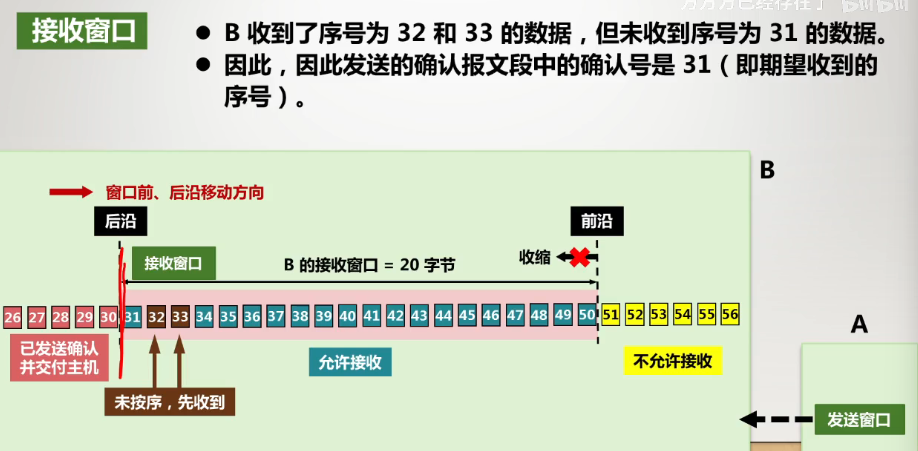 接收窗口
● B 收到了序号为 32 和 33 的数据，但未收到序号为 31 的数据。
● 因此，因此发送的确认报文段中的确认号是 31（即期望收到的
序号）。
B
窗口前、后沿移动方向
后沿
前沿
接收窗口
B 的接收窗口 = 20 字节
收缩
26 27 28 29 30 31 32 33 34 35 36 37 38 39 40 41 42 43 44 45 46 47 48 49 50 51 52 53 54 55 56
已发送确认
并交付主机
允许接收
不允许接收
未按序，先收到
A
发送窗口